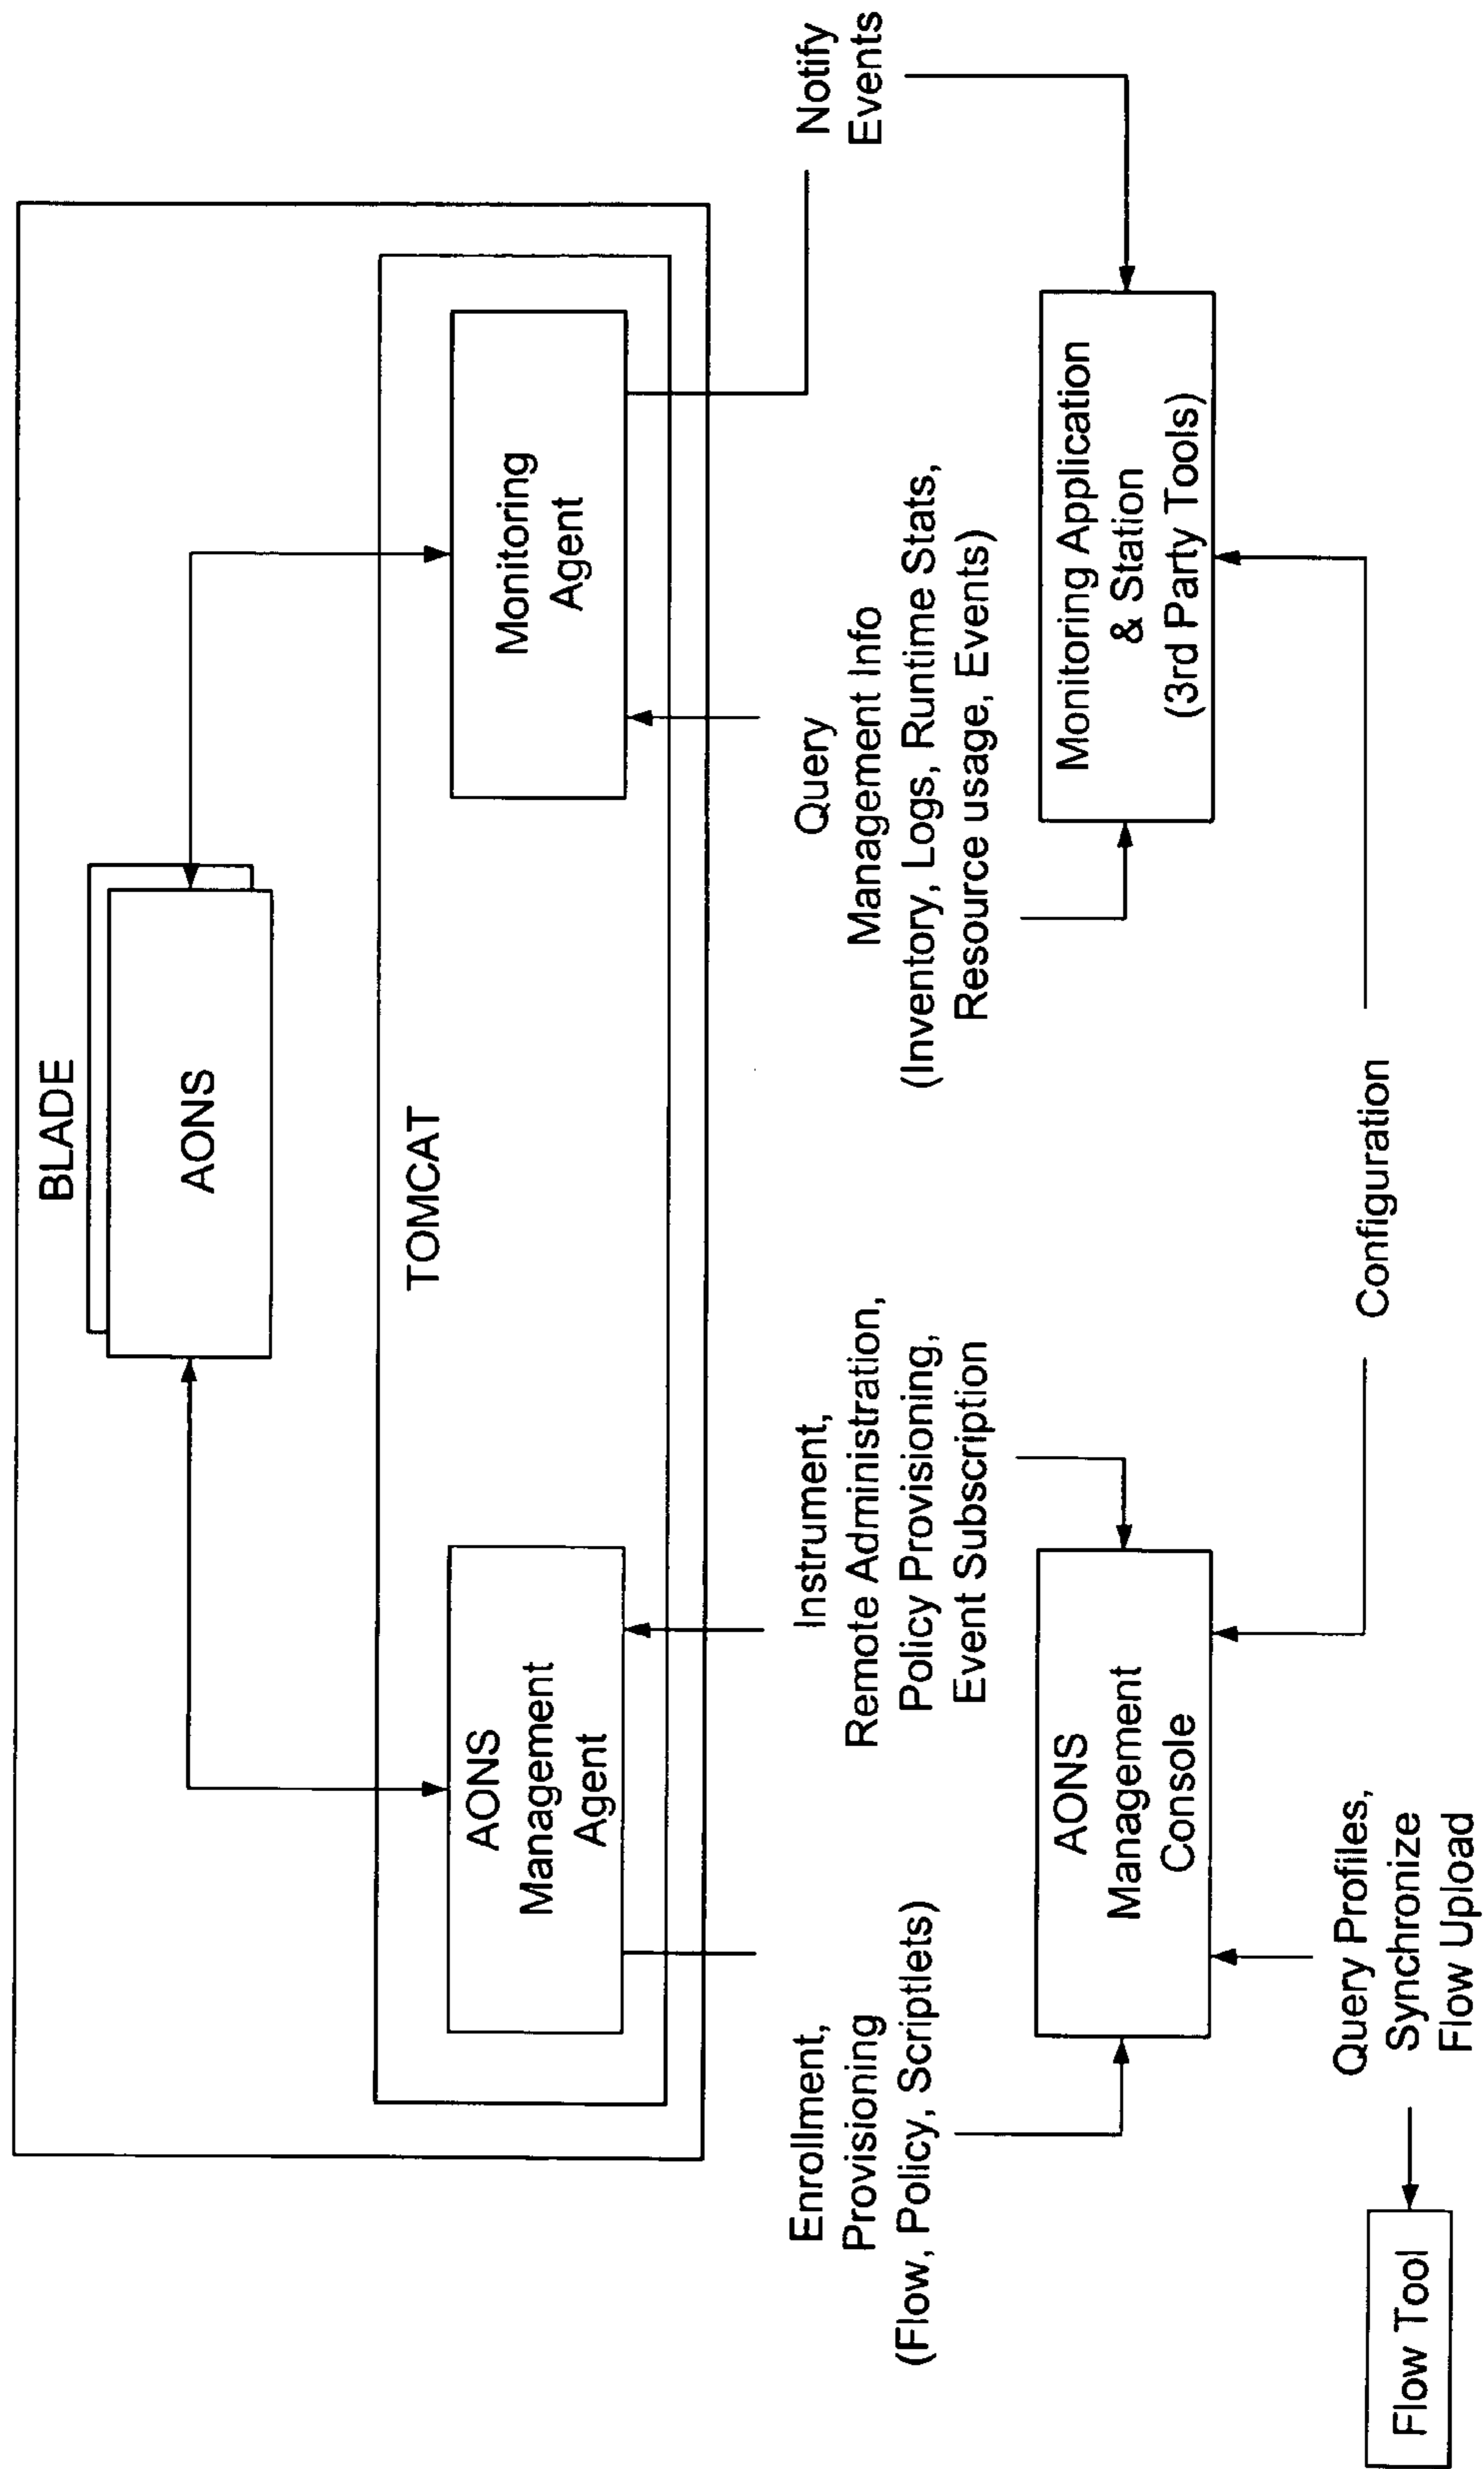 BLADE
AONS
TOMCAT
AONS
Management
Agent
Monitoring
Agent
Enrollment,
Provisioning
(Flow, Policy, Scriptlets)
Instrument,
Remote Administration,
Policy Provisioning,
Event Subscription
Query
Management Info
(Inventory, Logs, Runtime Stats,
Resource usage, Events)
Notify
Events
AONS
Management
Console
Monitoring Application
& Station
(3rd Party Tools)
Query Profiles,
Synchronize
Flow Upload
Configuration
Flow Tool